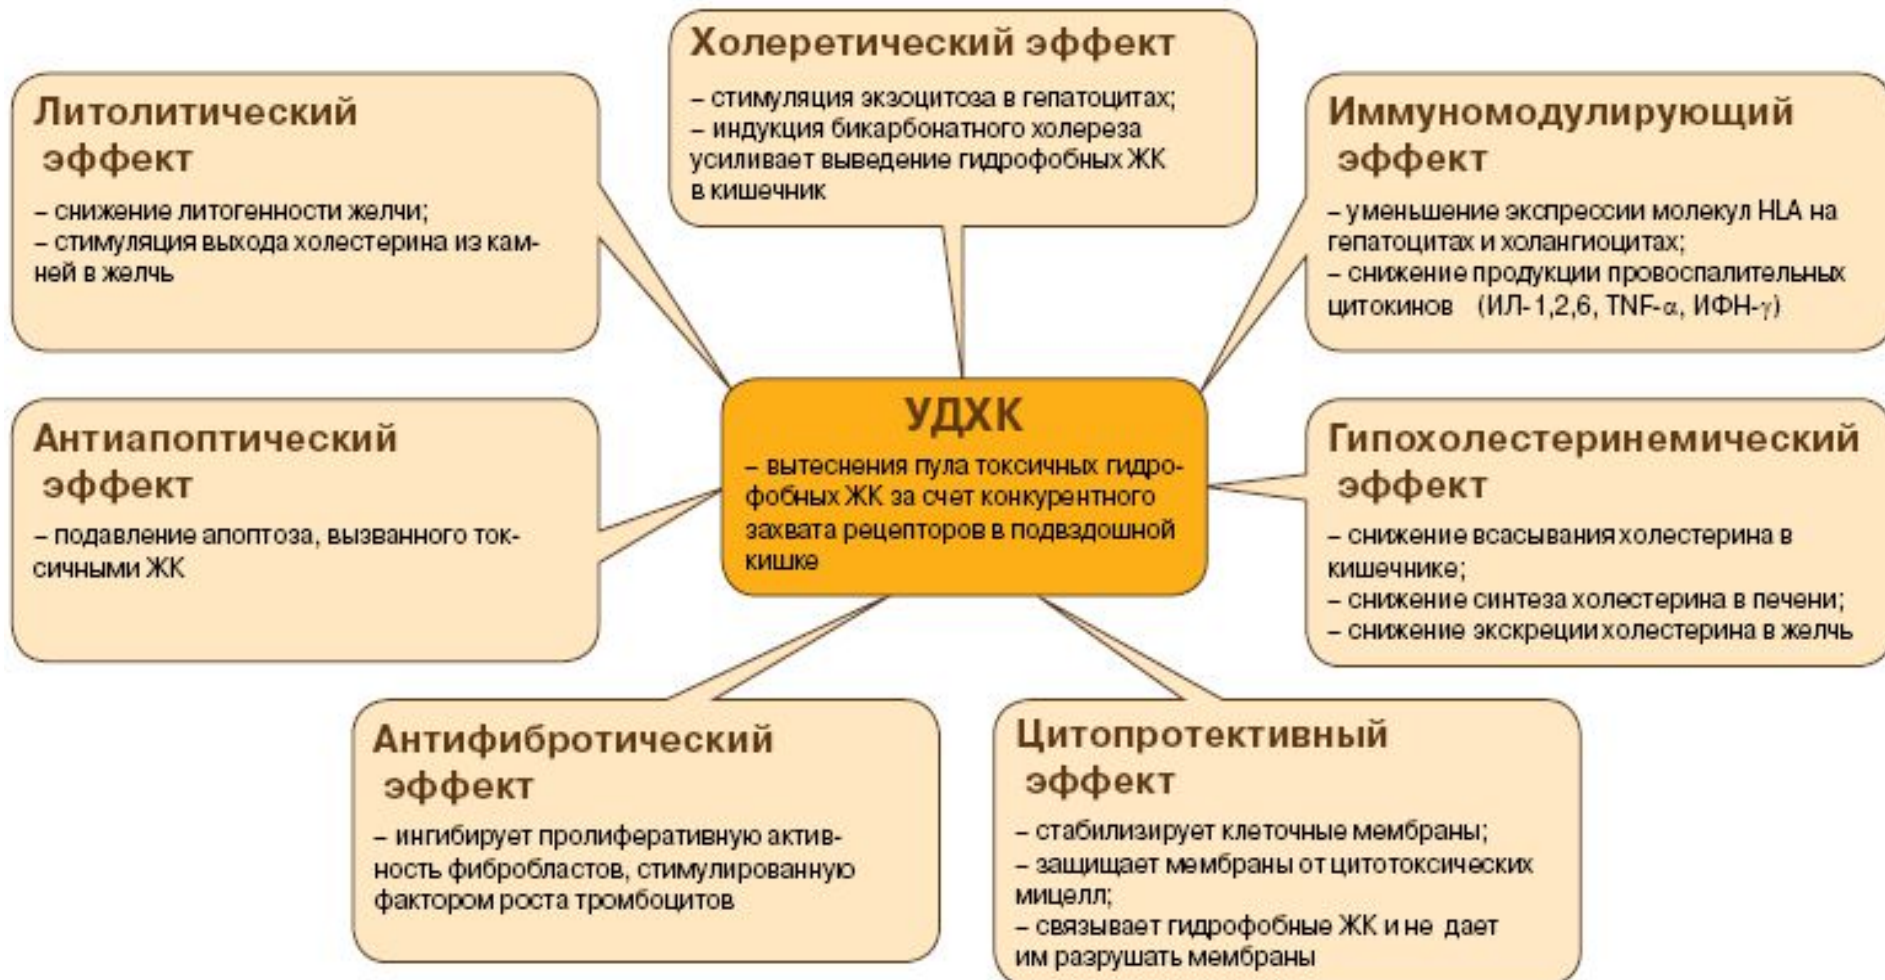 Холеретический эффект
– стимуляция экзоцитоза в гепатоцитах;
– индукция бикарбонатного холереза
усиливает выведение гидрофобных ЖК
в кишечник
Литолитический
эффект
– снижение литогенности желчи;
– стимуляция выхода холестерина из кам-
ней в желчь
Иммуномодулирующий
эффект
– уменьшение экспрессии молекул HLA на
гепатоцитах и холангиоцитах;
– снижение продукции провоспалительных
цитокинов (ИЛ-1,2,6, TNF-α, ИФН-γ)
УДХК
– вытеснения пула токсичных гидро-
фобных ЖК за счет конкурентного
захвата рецепторов в подвздошной
кишке
Антиапоптический
эффект
– подавление апоптоза, вызванного ток-
сичными ЖК
Гипохолестеринемический
эффект
– снижение всасывания холестерина в
кишечнике;
– снижение синтеза холестерина в печени;
– снижение экскреции холестерина в желчь
Антифибротический
эффект
– ингибирует пролиферативную актив-
ность фибробластов, стимулированную
фактором роста тромбоцитов
Цитопротективный
эффект
– стабилизирует клеточные мембраны;
– защищает мембраны от цитотоксических
мицелл;
– связывает гидрофобные ЖК и не дает
им разрушать мембраны